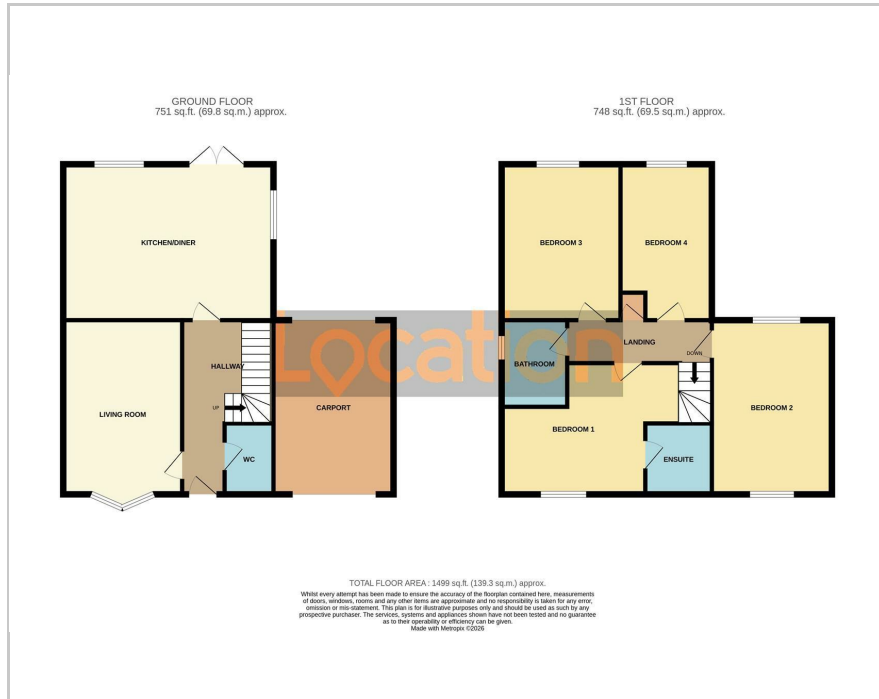 GROUND FLOOR
751 sq.ft. (69.8 sq.m.) approx.
1ST FLOOR
748 sq.ft. (69.5 sq.m.) approx.
KITCHEN/DINER
BEDROOM 3
BEDROOM 4
Location
HALLWAY
LANDING
DOWN
BATHROOM
UP
LIVING ROOM
CARPORT
BEDROOM 2
BEDROOM 1
WC
ENSUITE
TOTAL FLOOR AREA : 1499 sq.ft. (139.3 sq.m.) approx.
Whilst every attempt has been made to ensure the accuracy of the floorplan contained here, measurements
of doors, windows, rooms and any other items are approximate and no responsibility is taken for any error,
omission or mis-statement. This plan is for illustrative purposes only and should be used as such by any
prospective purchaser. The services, systems and appliances shown have not been tested and no guarantee
as to their operability or efficiency can be given.
Made with Metropix ©2026